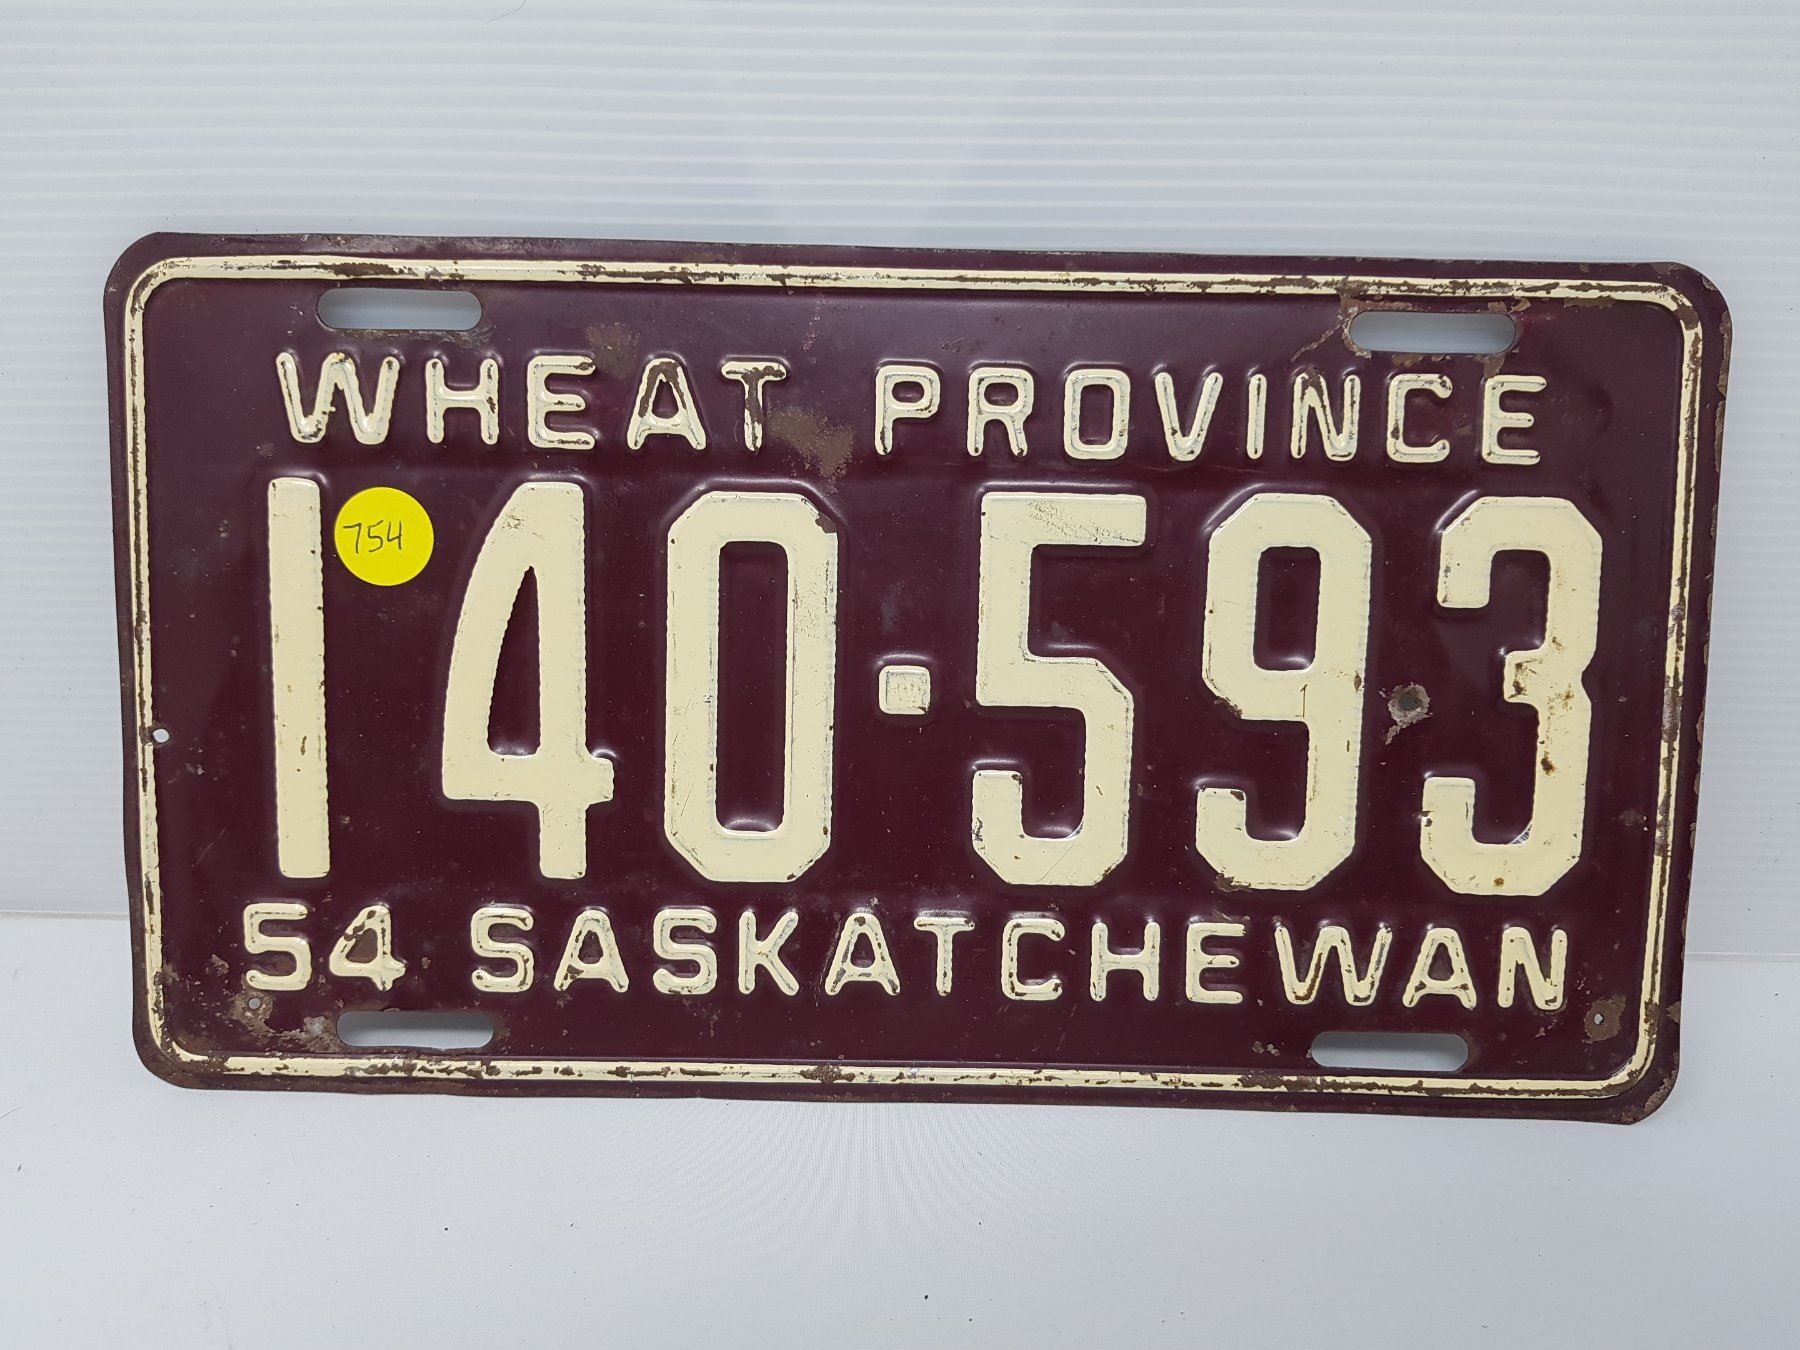 WHEAT PROVINCE
140·593
754
54 SASKATCHEWAN